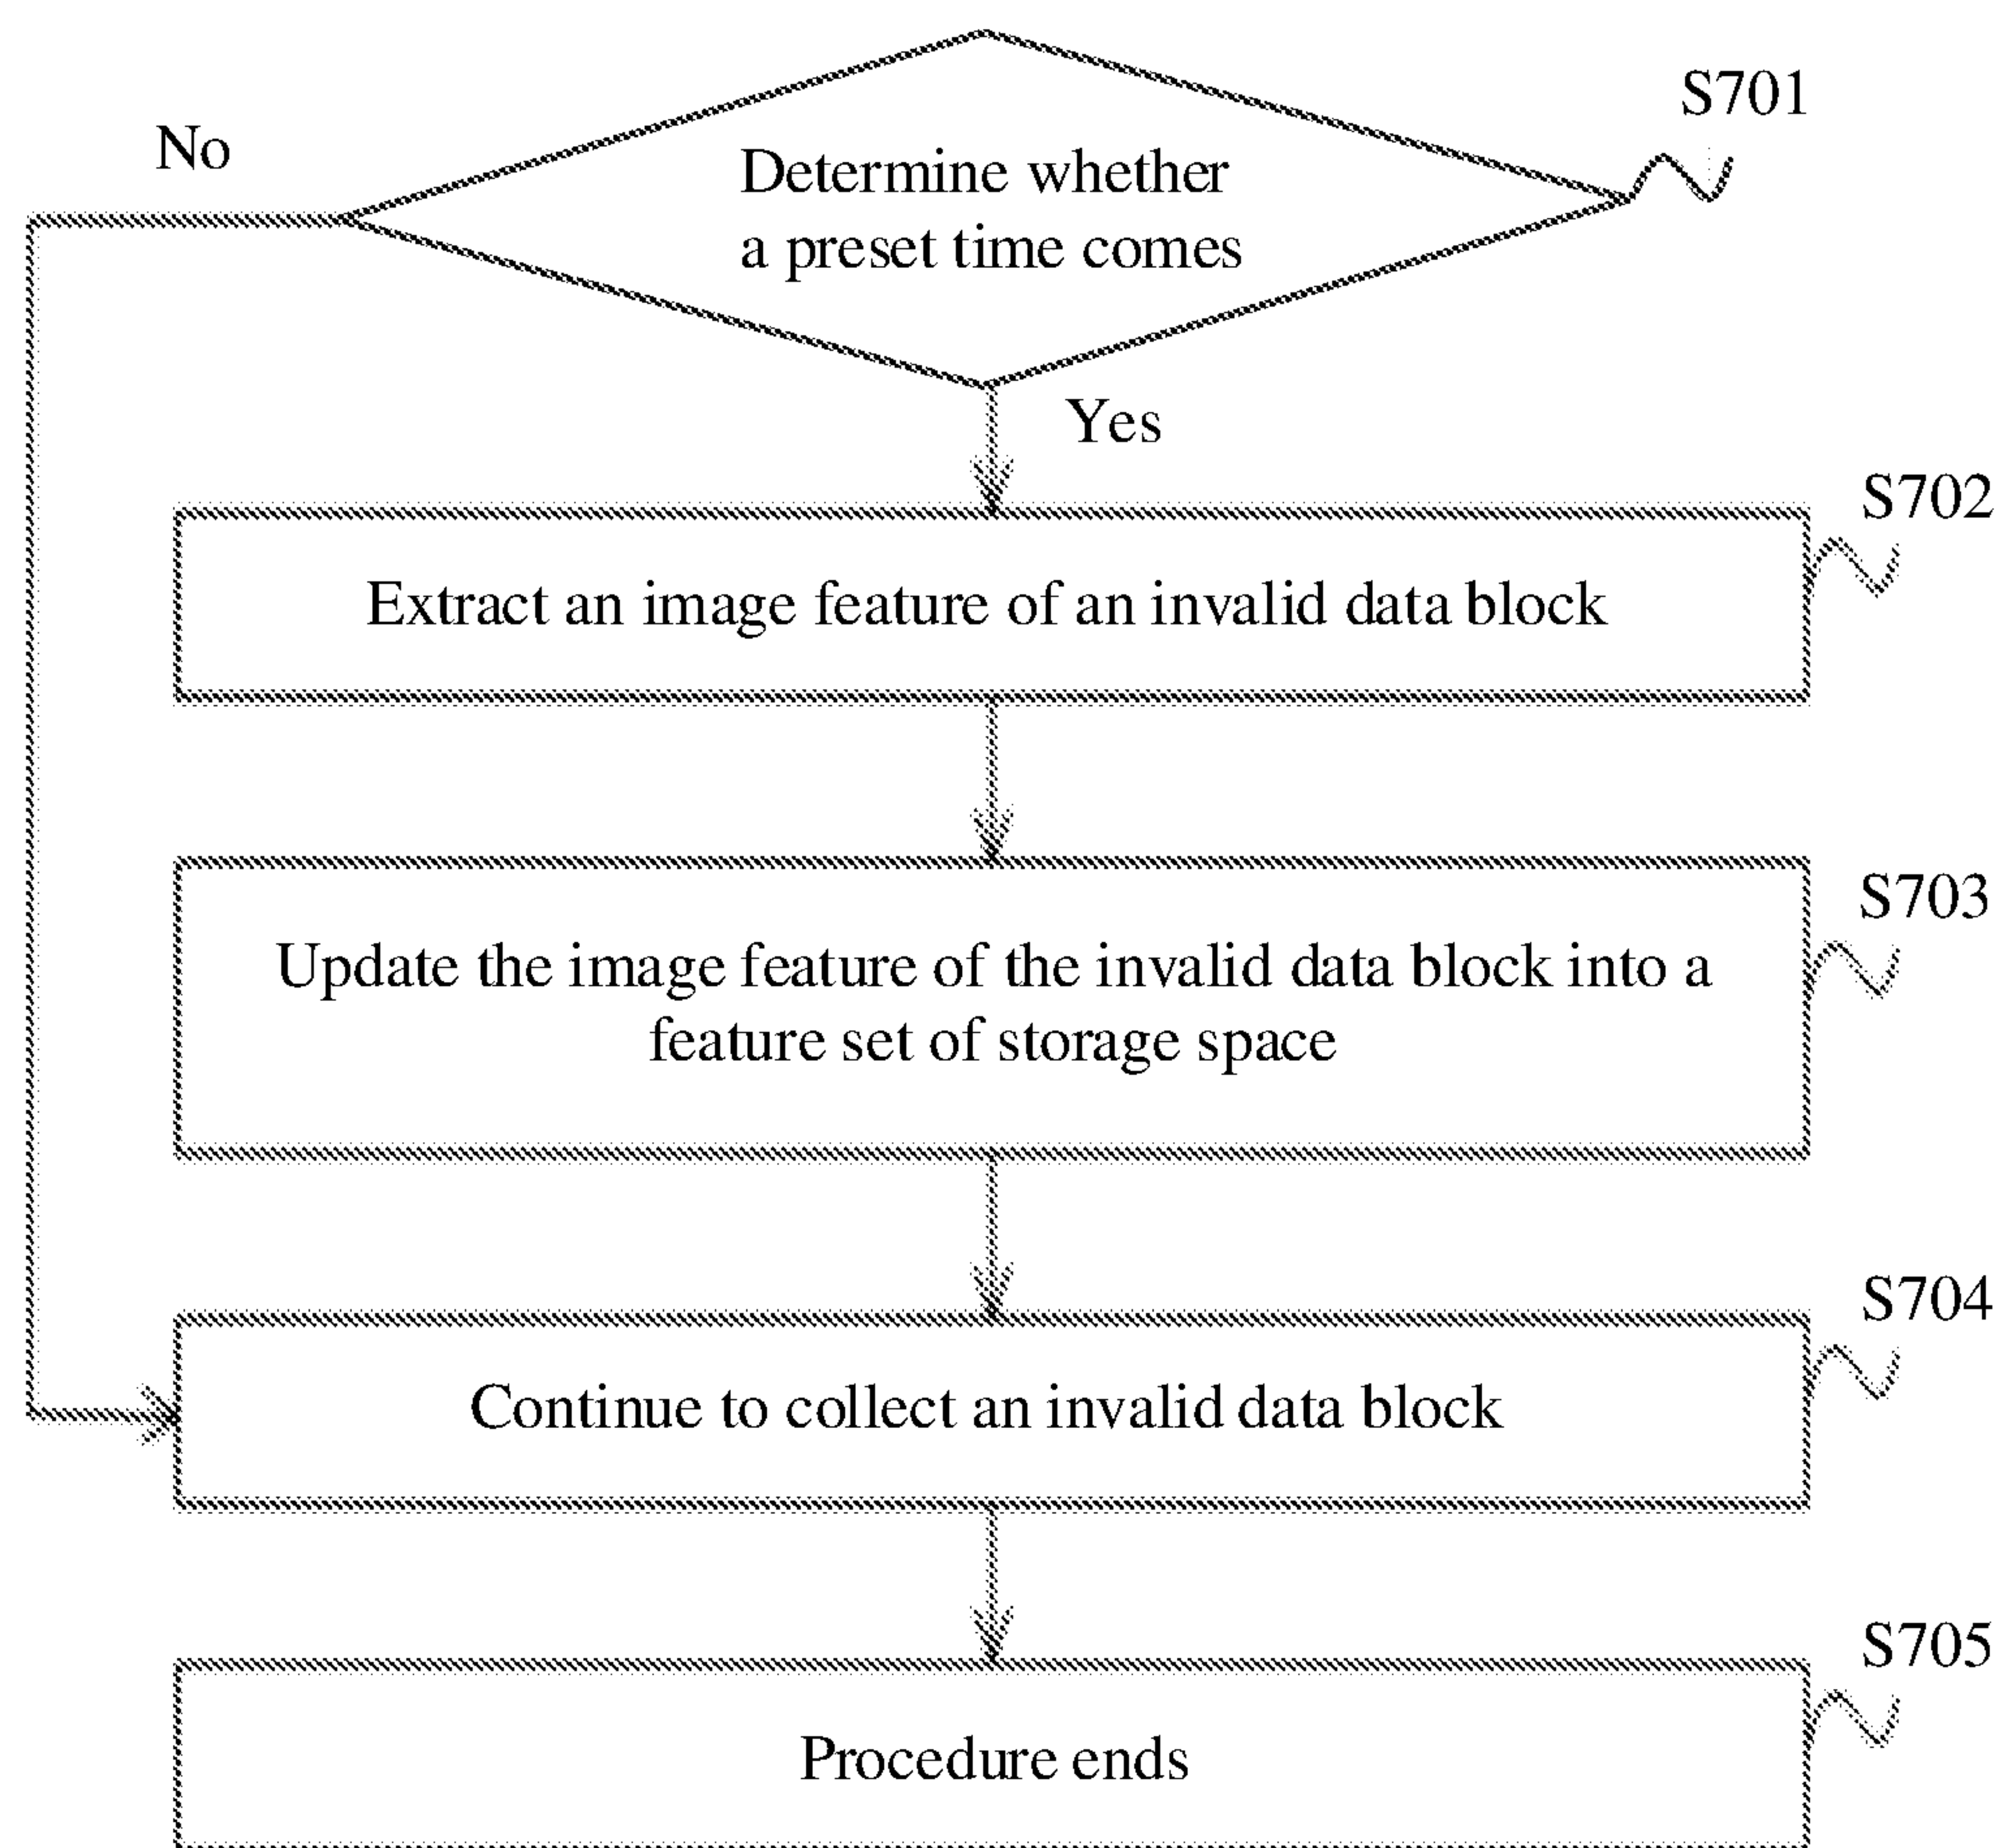 S701
No
Determine whether
a preset time comes
Yes
S702
Extract an image feature of an invalid data block
S703
Update the image feature of the invalid data block into a
feature set of storage space
S704
Continue to collect an invalid data block
S705
Procedure ends